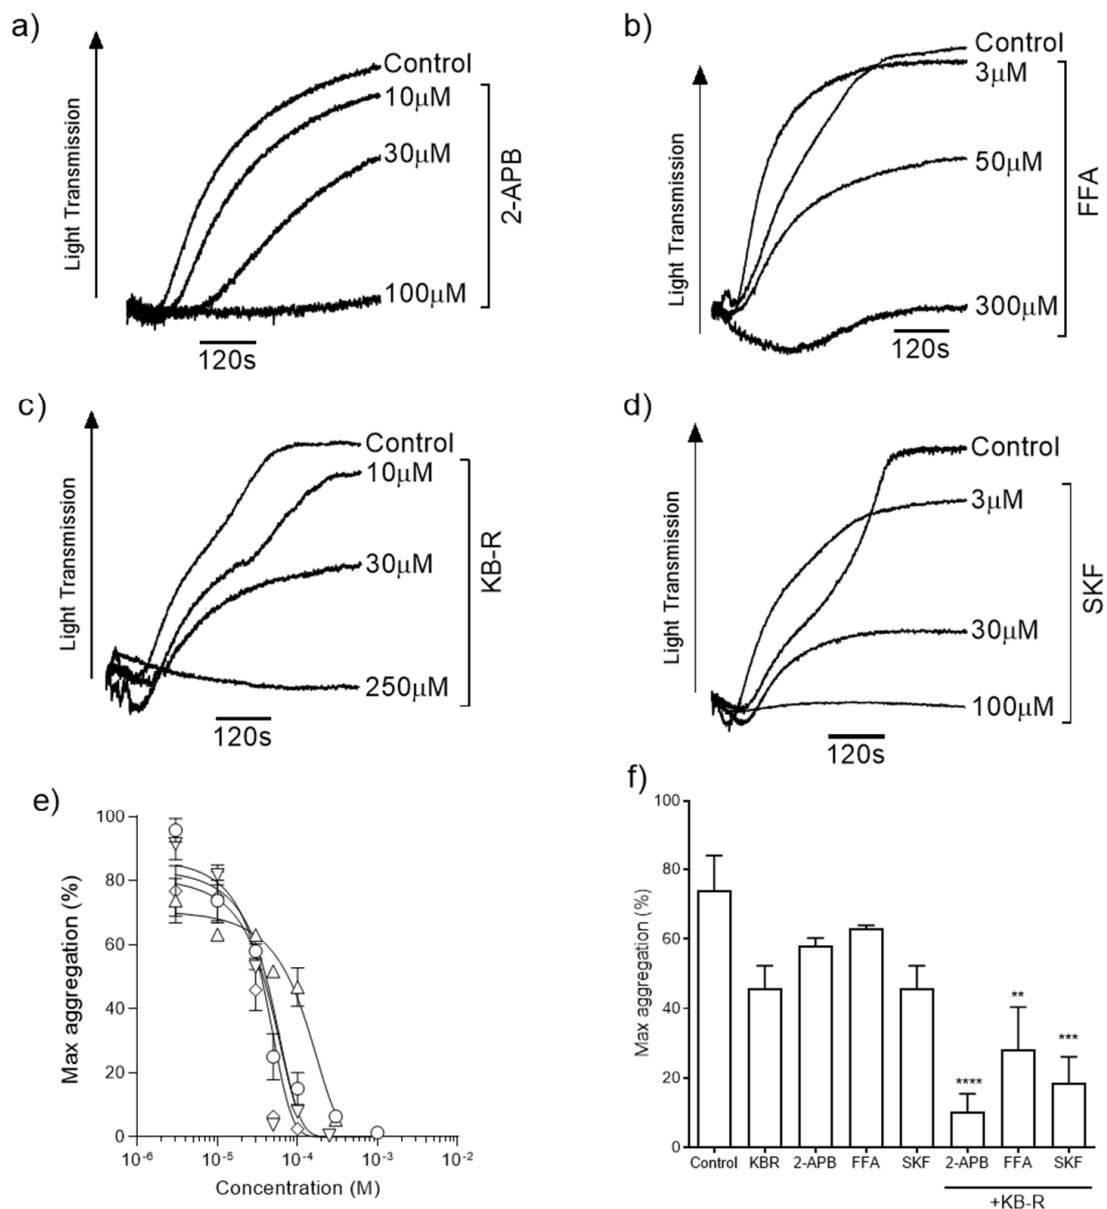 a)
Light Transmission
Control
10µM
30µM
100µM
2-APB
120s
b)
Light Transmission
Control
3µM
50µM
300µM
FFA
120s
c)
Light Transmission
Control
10µM
30µM
250µM
KB-R
120s
d)
Light Transmission
Control
3µM
30µM
100µM
SKF
120s
e)
Max aggregation (%)
100
80
60
40
20
0
10-6 10-5 10-4 10-3 10-2
Concentration (M)
f)
Max aggregation (%)
100
80
60
40
20
0
**** ** ***
Control KBR 2-APB FFA SKF 2-APB FFA SKF
+KB-R